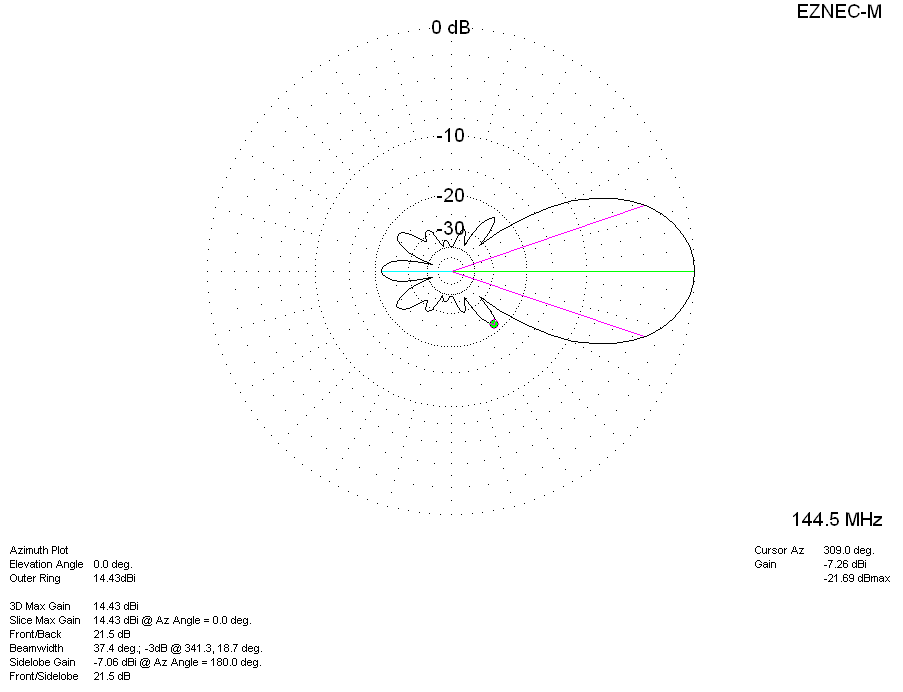 EZNEC-M
0 dB
-10
-20
-30
144.5 MHz
Azimuth Plot
Elevation Angle 0.0 deg.
Outer Ring 14.43dBi
Cursor Az 309.0 deg.
Gain -7.26 dBi
-21.69 dBmax
3D Max Gain 14.43 dBi
Slice Max Gain 14.43 dBi @ Az Angle = 0.0 deg.
Front/Back 21.5 dB
Beamwidth 37.4 deg.; -3dB @ 341.3, 18.7 deg.
Sidelobe Gain -7.06 dBi @ Az Angle = 180.0 deg.
Front/Sidelobe 21.5 dB